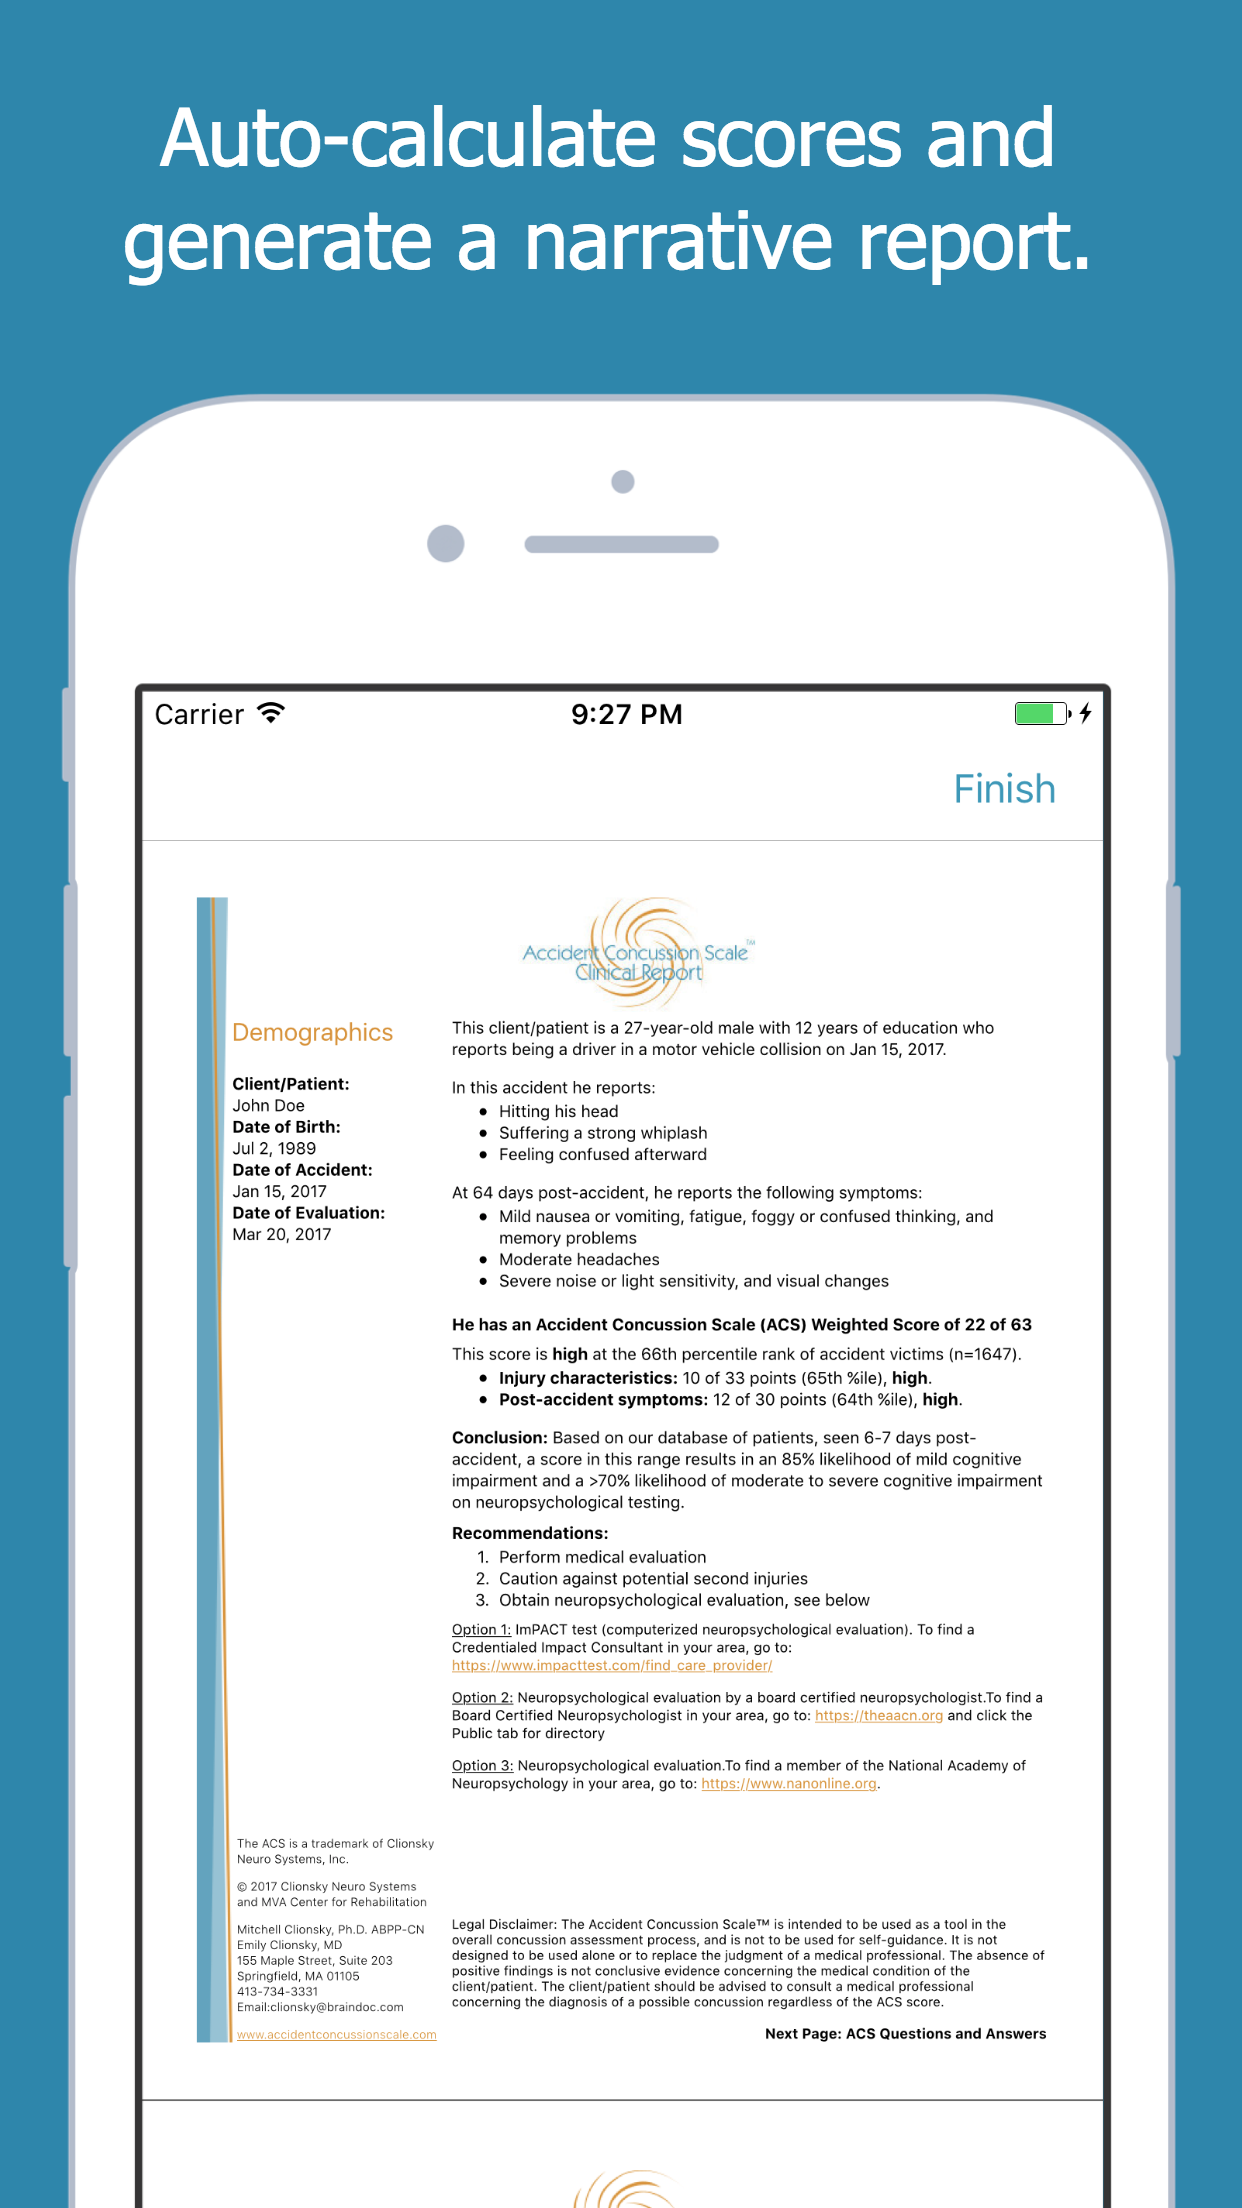 Auto-calculate scores and
generate a narrative report.
Carrier
9:27 PM
Finish
Accident Concussion Scale™
Clinical Report
Demographics
Client/Patient:
John Doe
Date of Birth:
Jul 2, 1989
Date of Accident:
Jan 15, 2017
Date of Evaluation:
Mar 20, 2017
This client/patient is a 27-year-old male with 12 years of education who
reports being a driver in a motor vehicle collision on Jan 15, 2017.
In this accident he reports:
● Hitting his head
● Suffering a strong whiplash
● Feeling confused afterward
At 64 days post-accident, he reports the following symptoms:
● Mild nausea or vomiting, fatigue, foggy or confused thinking, and
memory problems
● Moderate headaches
● Severe noise or light sensitivity, and visual changes
He has an Accident Concussion Scale (ACS) Weighted Score of 22 of 63
This score is high at the 66th percentile rank of accident victims (n=1647).
● Injury characteristics: 10 of 33 points (65th %ile), high.
● Post-accident symptoms: 12 of 30 points (64th %ile), high.
Conclusion: Based on our database of patients, seen 6-7 days post-
accident, a score in this range results in an 85% likelihood of mild cognitive
impairment and a >70% likelihood of moderate to severe cognitive impairment
on neuropsychological testing.
Recommendations:
1. Perform medical evaluation
2. Caution against potential second injuries
3. Obtain neuropsychological evaluation, see below
Option 1: ImPACT test (computerized neuropsychological evaluation). To find a
Credentialed Impact Consultant in your area, go to:
https://www.impacttest.com/find_care_provider/
Option 2: Neuropsychological evaluation by a board certified neuropsychologist.To find a
Board Certified Neuropsychologist in your area, go to: https://theaacn.org and click the
Public tab for directory
Option 3: Neuropsychological evaluation.To find a member of the National Academy of
Neuropsychology in your area, go to: https://www.nanonline.org.
The ACS is a trademark of Clionsky
Neuro Systems, Inc.
© 2017 Clionsky Neuro Systems
and MVA Center for Rehabilitation
Mitchell Clionsky, Ph.D. ABPP-CN
Emily Clionsky, MD
155 Maple Street, Suite 203
Springfield, MA 01105
413-734-3331
Email:clionsky@braindoc.com
www.accidentconcussionscale.com
Legal Disclaimer: The Accident Concussion Scale™ is intended to be used as a tool in the
overall concussion assessment process, and is not to be used for self-guidance. It is not
designed to be used alone or to replace the judgment of a medical professional. The absence of
positive findings is not conclusive evidence concerning the medical condition of the
client/patient. The client/patient should be advised to consult a medical professional
concerning the diagnosis of a possible concussion regardless of the ACS score.
Next Page: ACS Questions and Answers